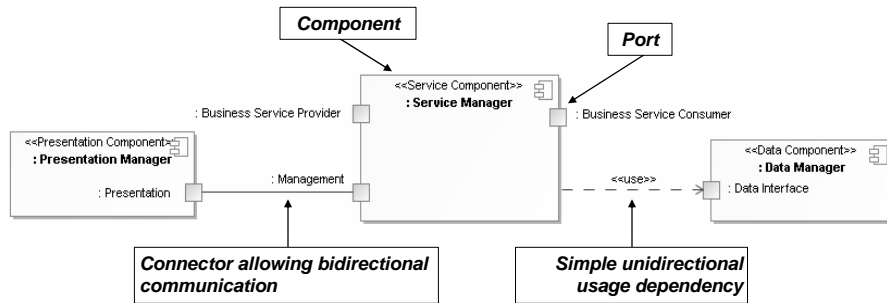 Component
Port
<<Service Component>>
: Service Manager
: Business Service Provider
: Business Service Consumer
<<Presentation Component>>
: Presentation Manager
<<Data Component>>
: Data Manager
: Management
<<use>>
: Presentation
: Data Interface
Connector allowing bidirectional
communication
Simple unidirectional
usage dependency